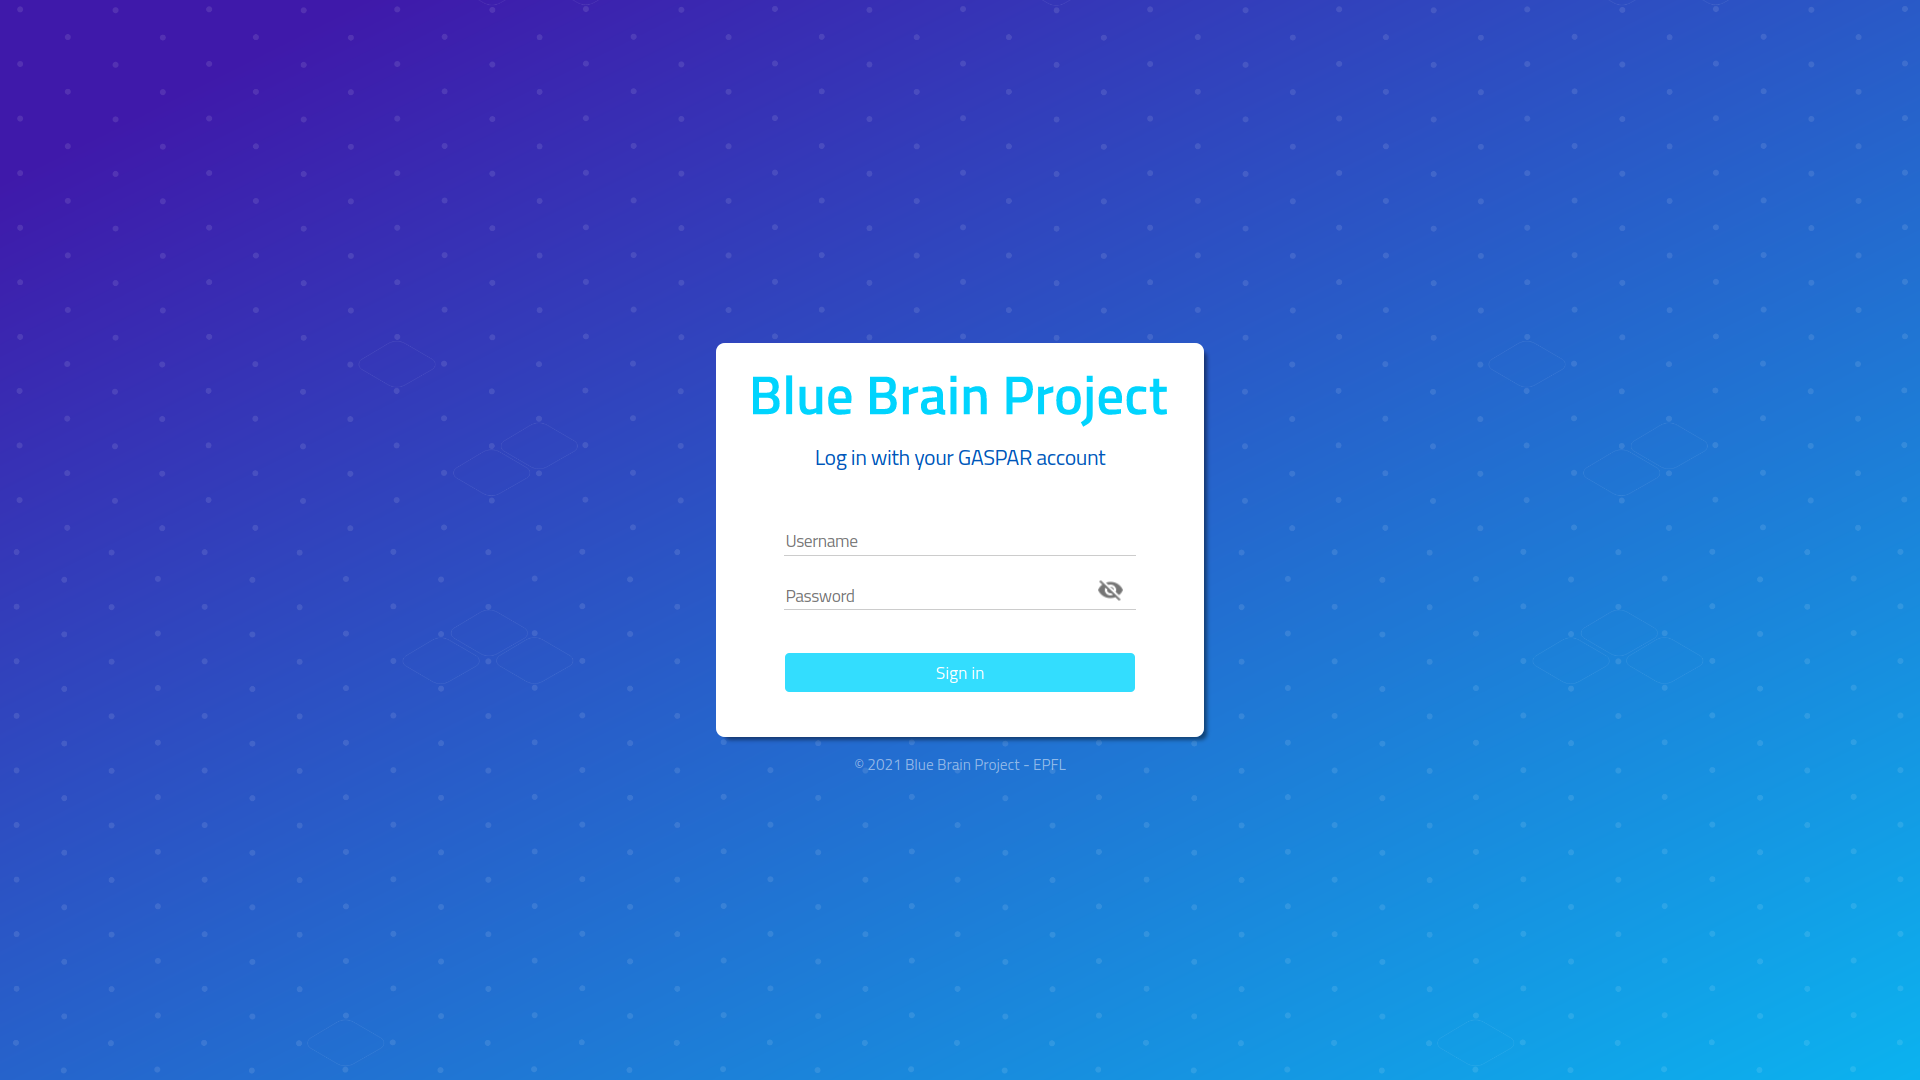 Blue Brain Project
Log in with your GASPAR account
Username
Password
Sign in
© 2021 Blue Brain Project - EPFL